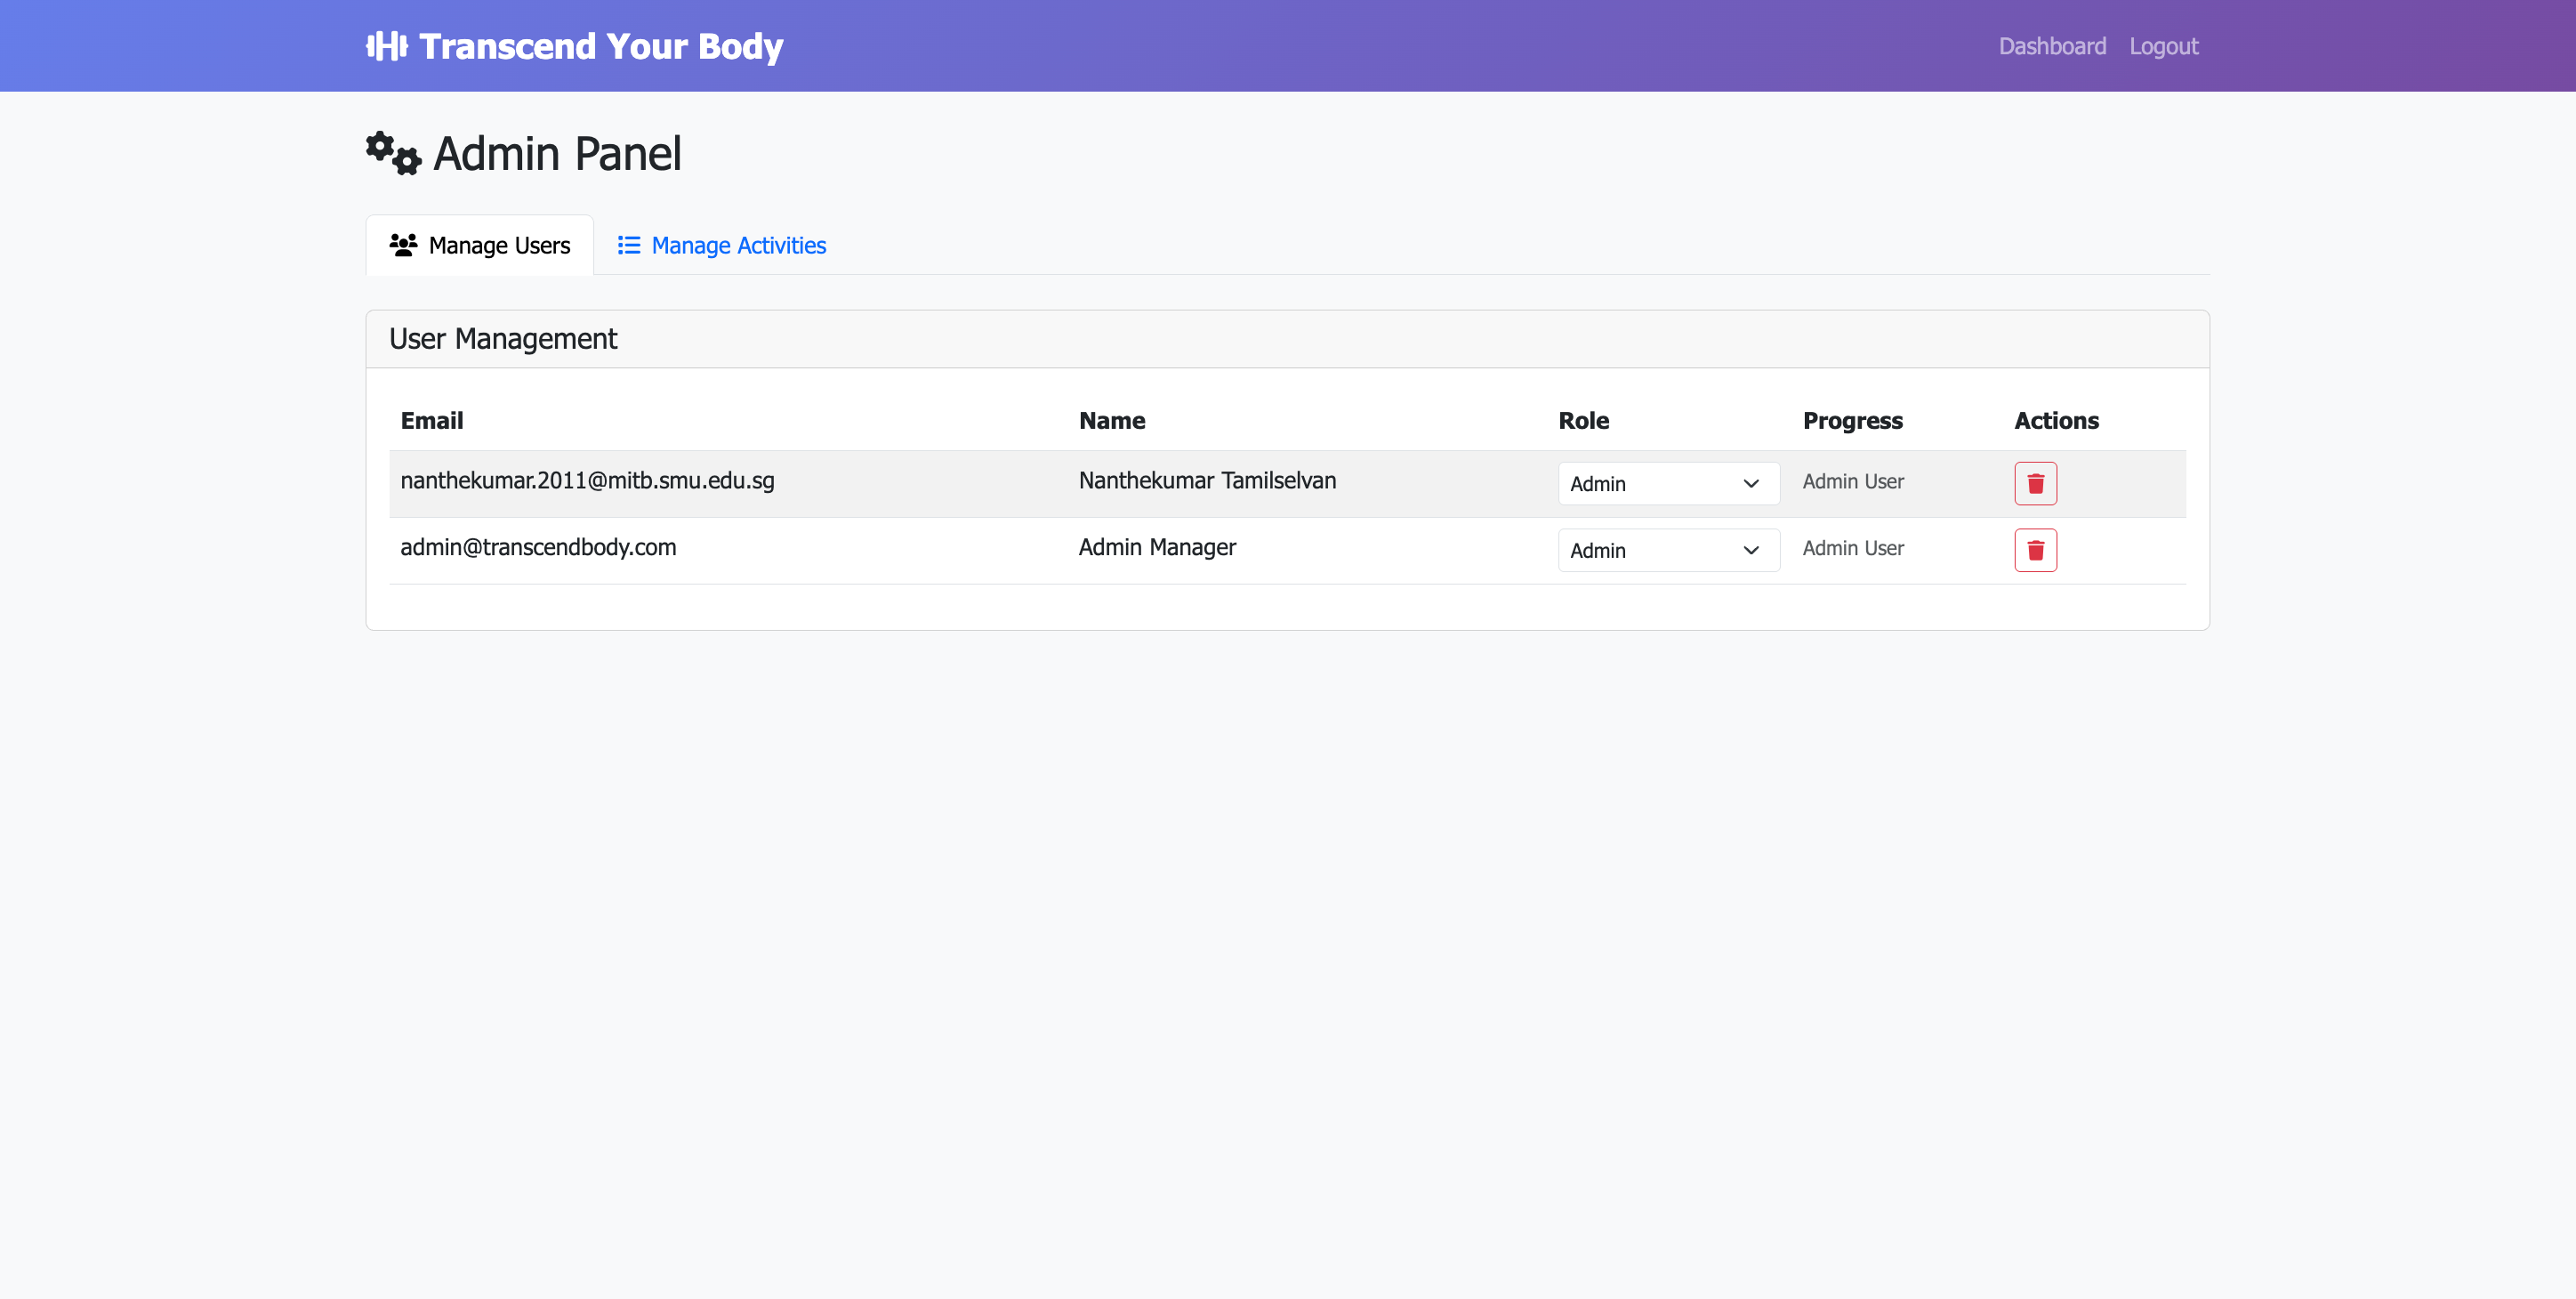 Transcend Your Body Dashboard Logout
Admin Panel
Manage Users Manage Activities
User Management
Email Name Role Progress Actions
nanthekumar.2011@mitb.smu.edu.sg Nanthekumar Tamilselvan Admin Admin User
admin@transcendbody.com Admin Manager Admin Admin User